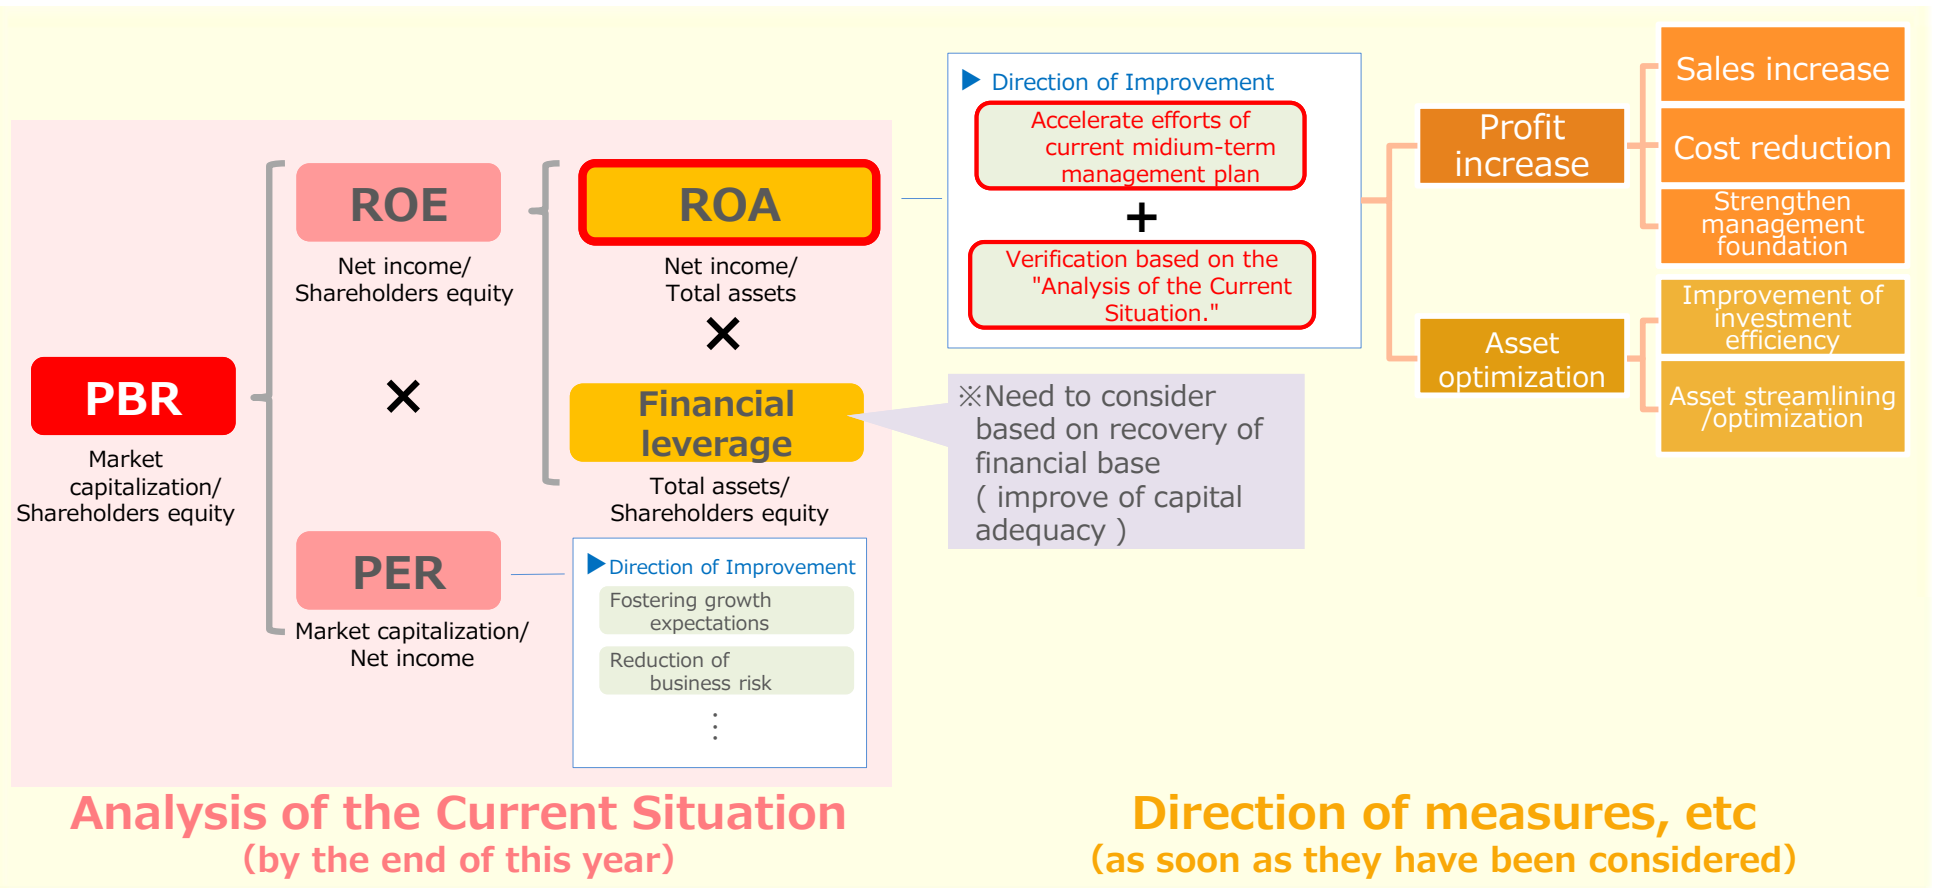 PBR
Market
capitalization/
Shareholders equity
ROE
Net income/
Shareholders equity
×
PER
Market capitalization/
Net income
ROA
Net income/
Total assets
×
Financial
leverage
Total assets/
Shareholders equity
▶Direction of Improvement
Fostering growth
expectations
Reduction of
business risk
⋮
▶ Direction of Improvement
Accelerate efforts of
current midium-term
management plan
+
Verification based on the
"Analysis of the Current
Situation."
※Need to consider
based on recovery of
financial base
( improve of capital
adequacy )
Profit
increase
Sales increase
Cost reduction
Strengthen
management
foundation
Asset
optimization
Improvement of
investment
efficiency
Asset streamlining
/optimization
Analysis of the Current Situation
(by the end of this year)
Direction of measures, etc
(as soon as they have been considered)